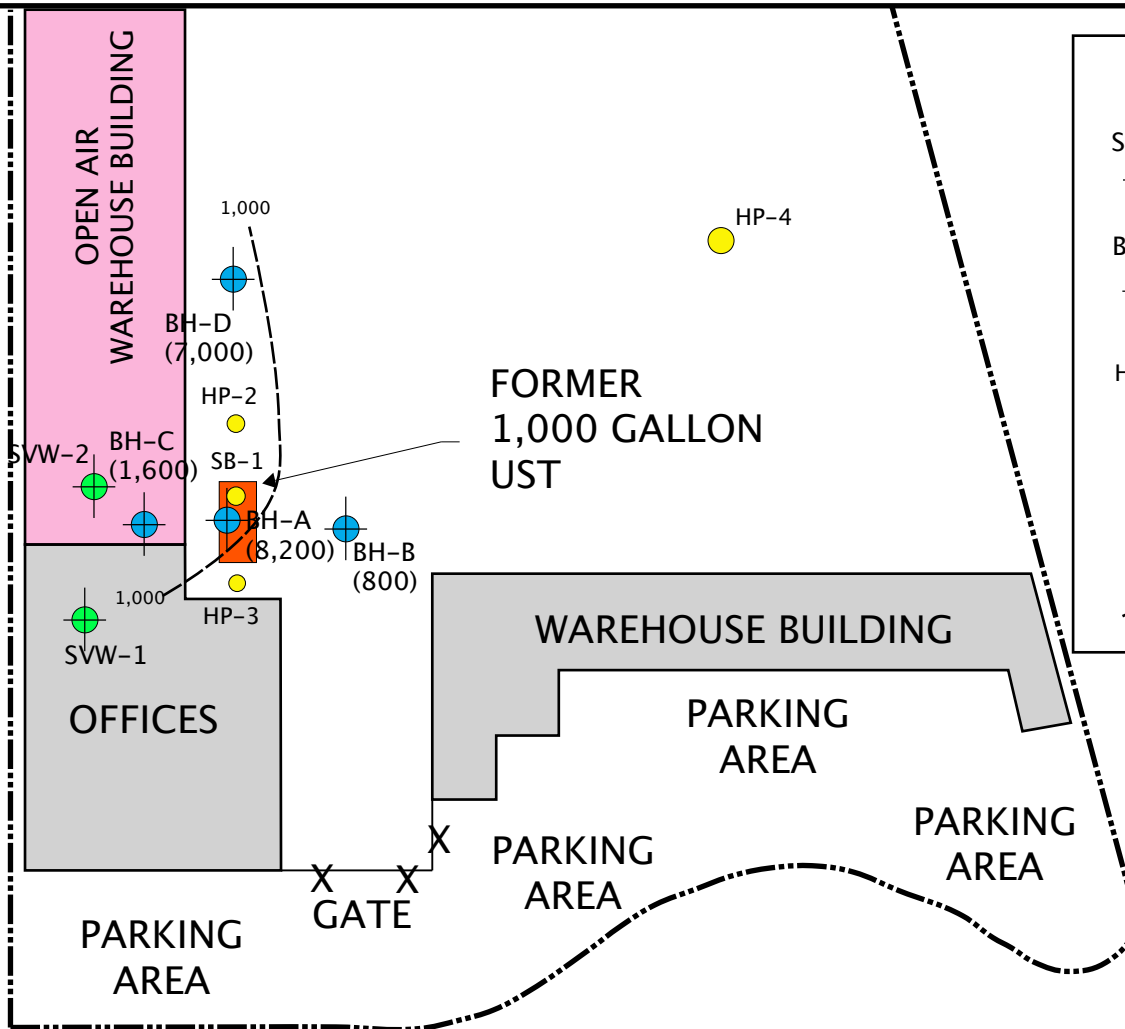 OPEN AIR
WAREHOUSE BUILDING
1,000
HP-4
BH-D
(7,000)
FORMER
1,000 GALLON
UST
HP-2
SVW-2
BH-C
(1,600)
SB-1
BH-A
(8,200)
BH-B
(800)
1,000
HP-3
SVW-1
OFFICES
WAREHOUSE BUILDING
PARKING
AREA
PARKING
AREA
PARKING
AREA
X
X
X
GATE
PARKING
AREA
S
B
H